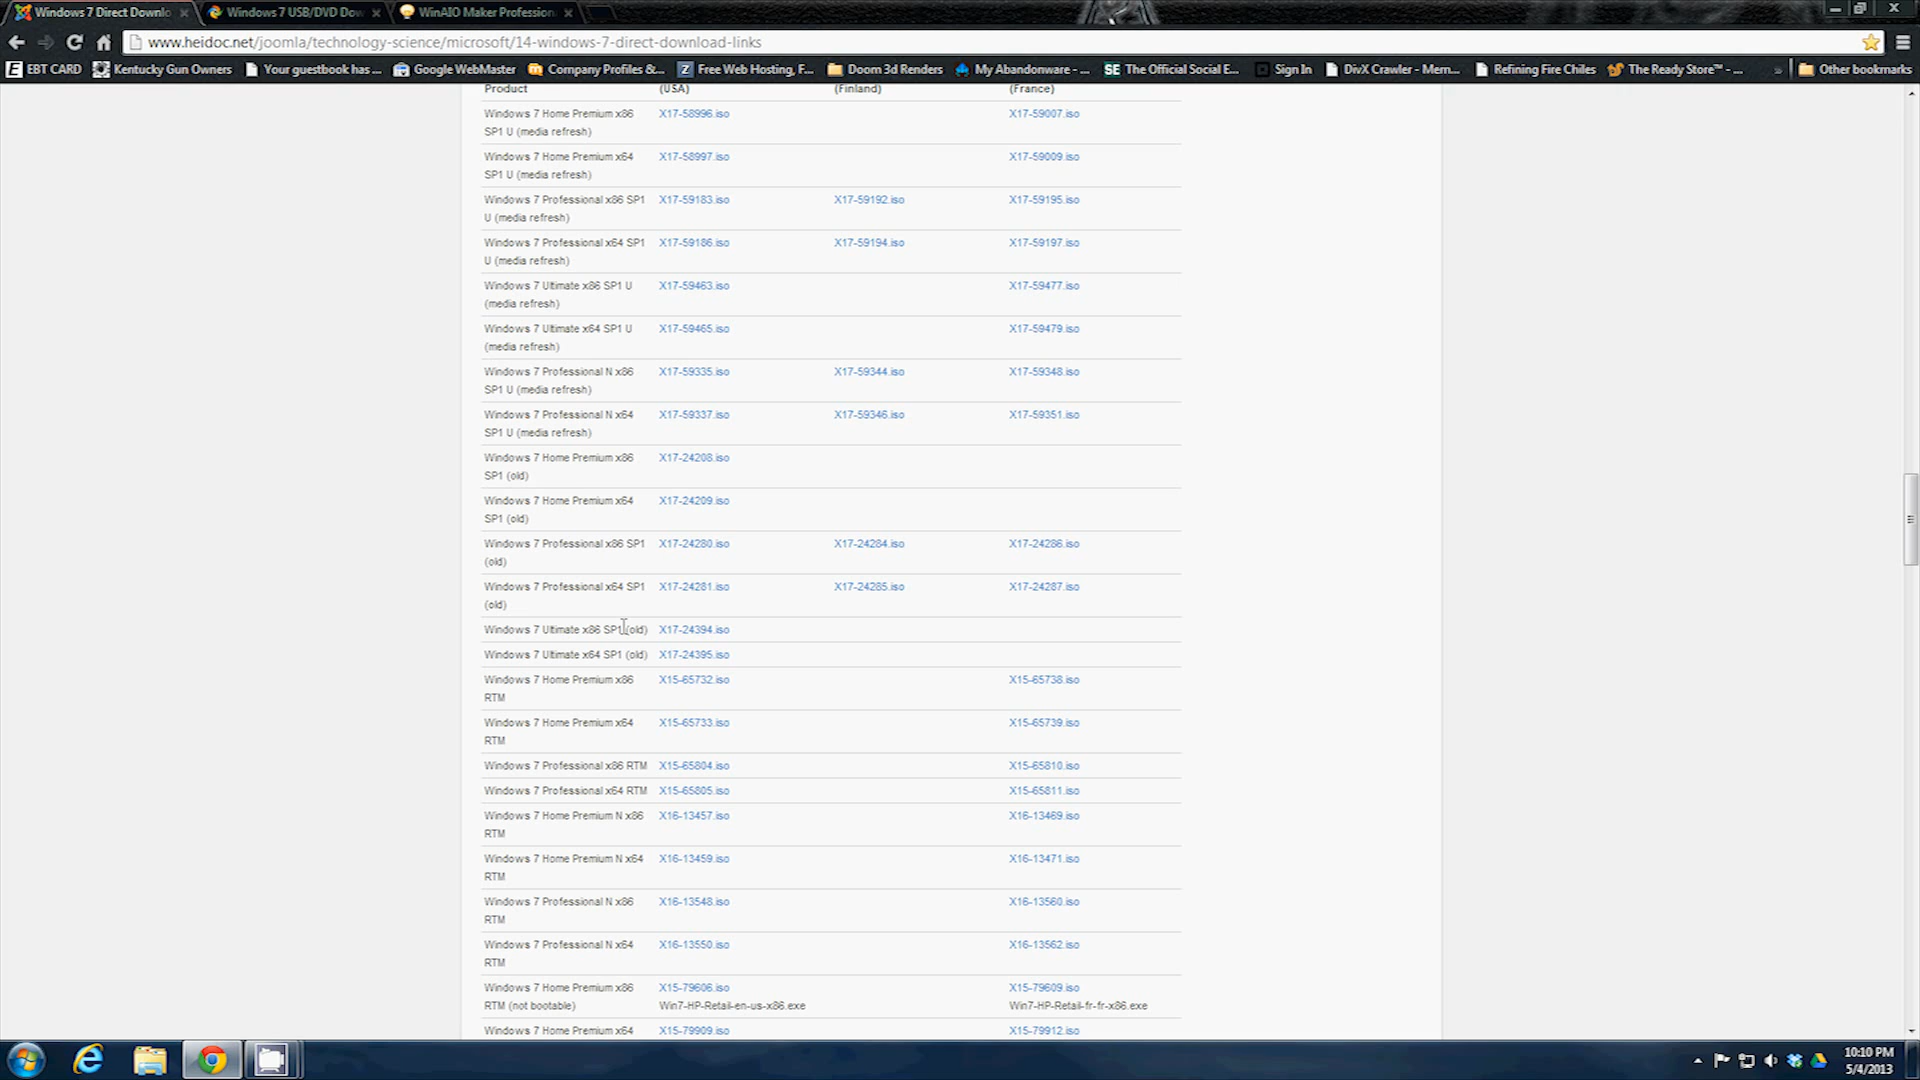 Windows 7 Direct Downlo
Windows 7 USB/DVD Dow
WinAIO Maker Profession
www.heidoc.net/joomla/technology-science/microsoft/14-windows-7-direct-download-links
EBT CARD
Kentucky Gun Owners
Your guestbook has ...
Google WebMaster
Company Profiles &...
Free Web Hosting, F...
Doom 3d Renders
My Abandonware - ...
SE The Official Social E...
Sign In
DivX Crawler - Mem...
Refining Fire Chiles
The Ready Store™ - ...
»
Other bookmarks
Product (USA) (Finland) (France)
Windows 7 Home Premium x86 X17-58996.iso X17-59007.iso
SP1 U (media refresh)
Windows 7 Home Premium x64 X17-58997.iso X17-59009.iso
SP1 U (media refresh)
Windows 7 Professional x86 SP1 X17-59183.iso X17-59192.iso X17-59195.iso
U (media refresh)
Windows 7 Professional x64 SP1 X17-59186.iso X17-59194.iso X17-59197.iso
U (media refresh)
Windows 7 Ultimate x86 SP1 U X17-59463.iso X17-59477.iso
(media refresh)
Windows 7 Ultimate x64 SP1 U X17-59465.iso X17-59479.iso
(media refresh)
Windows 7 Professional N x86 X17-59335.iso X17-59344.iso X17-59348.iso
SP1 U (media refresh)
Windows 7 Professional N x64 X17-59337.iso X17-59346.iso X17-59351.iso
SP1 U (media refresh)
Windows 7 Home Premium x86 X17-24208.iso
SP1 (old)
Windows 7 Home Premium x64 X17-24209.iso
SP1 (old)
Windows 7 Professional x86 SP1 X17-24280.iso X17-24284.iso X17-24286.iso
(old)
Windows 7 Professional x64 SP1 X17-24281.iso X17-24285.iso X17-24287.iso
(old)
Windows 7 Ultimate x86 SP1 (old) X17-24394.iso
Windows 7 Ultimate x64 SP1 (old) X17-24395.iso
Windows 7 Home Premium x86 X15-65732.iso X15-65738.iso
RTM
Windows 7 Home Premium x64 X15-65733.iso X15-65739.iso
RTM
Windows 7 Professional x86 RTM X15-65804.iso X15-65810.iso
Windows 7 Professional x64 RTM X15-65805.iso X15-65811.iso
Windows 7 Home Premium N x86 X16-13457.iso X16-13469.iso
RTM
Windows 7 Home Premium N x64 X16-13459.iso X16-13471.iso
RTM
Windows 7 Professional N x86 X16-13548.iso X16-13560.iso
RTM
Windows 7 Professional N x64 X16-13550.iso X16-13562.iso
RTM
Windows 7 Home Premium x86 X15-79606.iso X15-79609.iso
RTM (not bootable) Win7-HP-Retail-en-us-x86.exe Win7-HP-Retail-fr-fr-x86.exe
Windows 7 Home Premium x64 X15-79909.iso X15-79912.iso
10:10 PM
5/4/2013